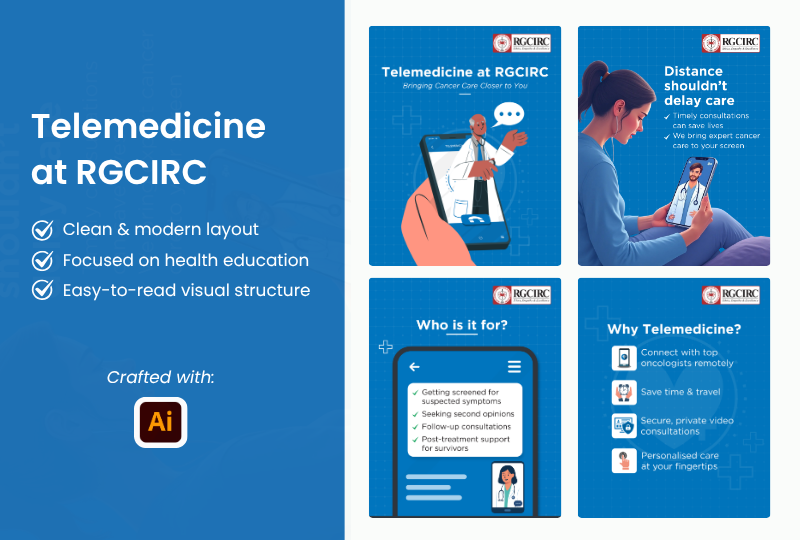 Telemedicine
at RGCIRC
Clean & modern layout
Focused on health education
Easy-to-read visual structure
Crafted with:
Ai
RGCIRC
Telemedicine at RGCIRC
Bringing Cancer Care Closer to You
RGCIRC
Distance
shouldn't
delay care
Timely consultations
can save lives
We bring expert cancer
care to your screen
RGCIRC
Who is it for?
Getting screened for
suspected symptoms
Seeking second opinions
Follow-up consultations
Post-treatment support
for survivors
RGCIRC
Why Telemedicine?
Connect with top
oncologists remotely
Save time & travel
Secure, private video
consultations
Personalised care
at your fingertips